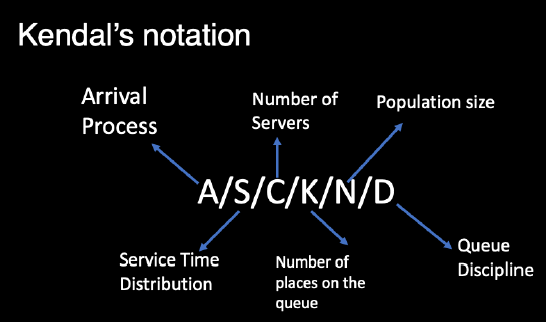 Kendal's notation
Arrival
Process
Number of
Servers
Population size
A/S/C/K/N/D
Service Time
Distribution
Number of
places on the
queue
Queue
Discipline